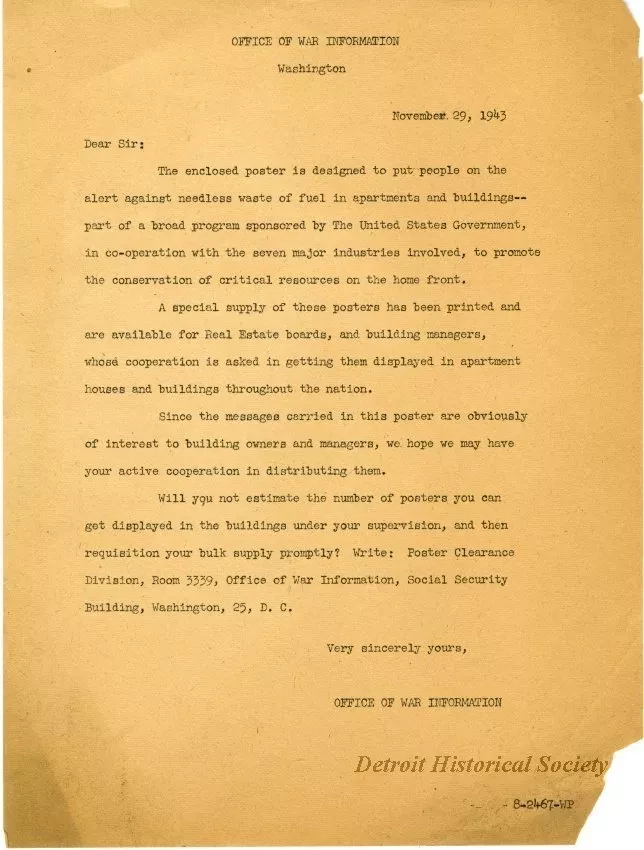 OFFICE OF WAR INFORMATION
Washington
November 29, 1943
Dear Sir:
The enclosed poster is designed to put people on the
alert against needless waste of fuel in apartments and buildings--
part of a broad program sponsored by The United States Government,
in co-operation with the seven major industries involved, to promote
the conservation of critical resources on the home front.
A special supply of these posters has been printed and
are available for Real Estate boards, and building managers,
whose cooperation is asked in getting them displayed in apartment
houses and buildings throughout the nation.
Since the messages carried in this poster are obviously
of interest to building owners and managers, we hope we may have
your active cooperation in distributing them.
Will you not estimate the number of posters you can
get displayed in the buildings under your supervision, and then
requisition your bulk supply promptly? Write: Poster Clearance
Division, Room 3339, Office of War Information, Social Security
Building, Washington, 25, D. C.
Very sincerely yours,
OFFICE OF WAR INFORMATION
Detroit Historical Society
8-2467-WP